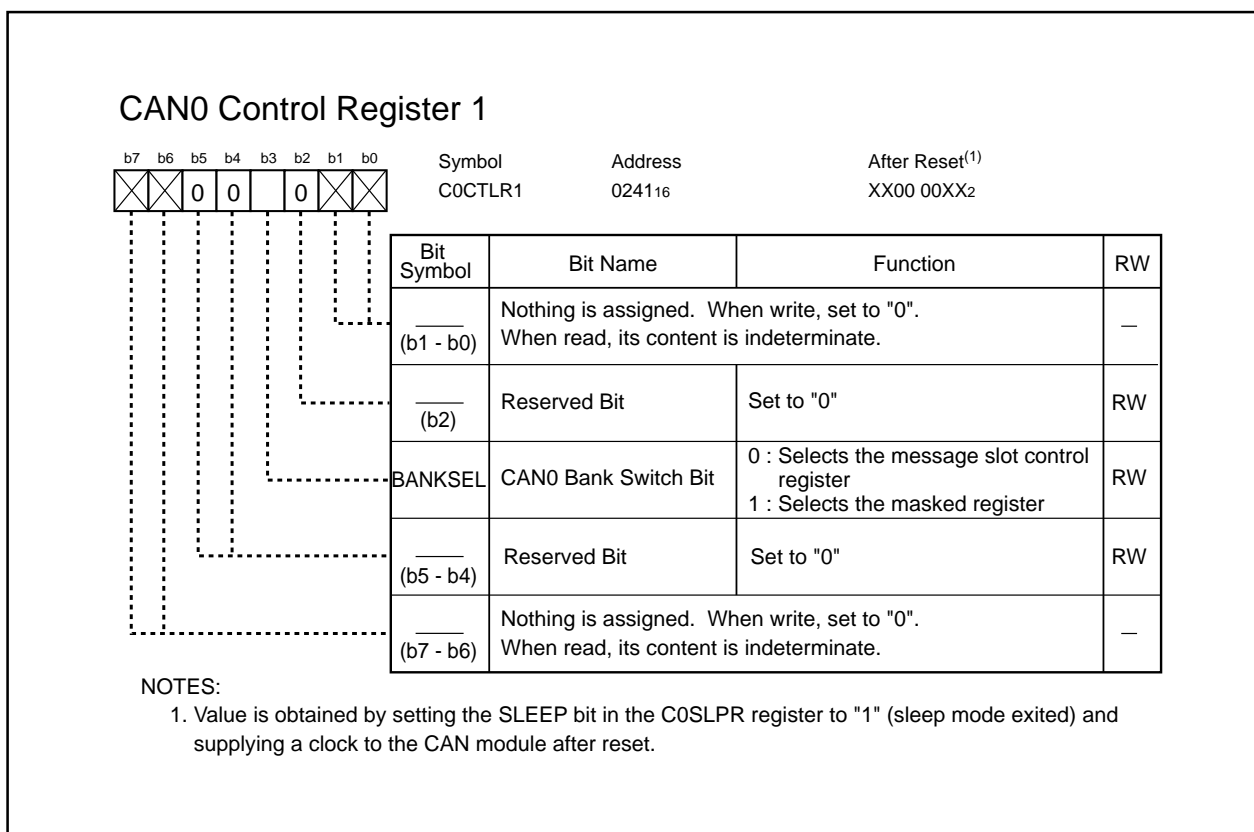 CAN0 Control Register 1
b7 b6 b5 b4 b3 b2 b1 b0
0 0 0
Symbol Address After Reset(1)
C0CTLR1 024116 XX00 00XX2
Bit Symbol Bit Name Function RW
(b1 - b0) Nothing is assigned. When write, set to "0".
When read, its content is indeterminate. —
(b2) Reserved Bit Set to "0" RW
BANKSEL CAN0 Bank Switch Bit 0 : Selects the message slot control
register
1 : Selects the masked register RW
(b5 - b4) Reserved Bit Set to "0" RW
(b7 - b6) Nothing is assigned. When write, set to "0".
When read, its content is indeterminate. —
NOTES:
1. Value is obtained by setting the SLEEP bit in the C0SLPR register to "1" (sleep mode exited) and
supplying a clock to the CAN module after reset.